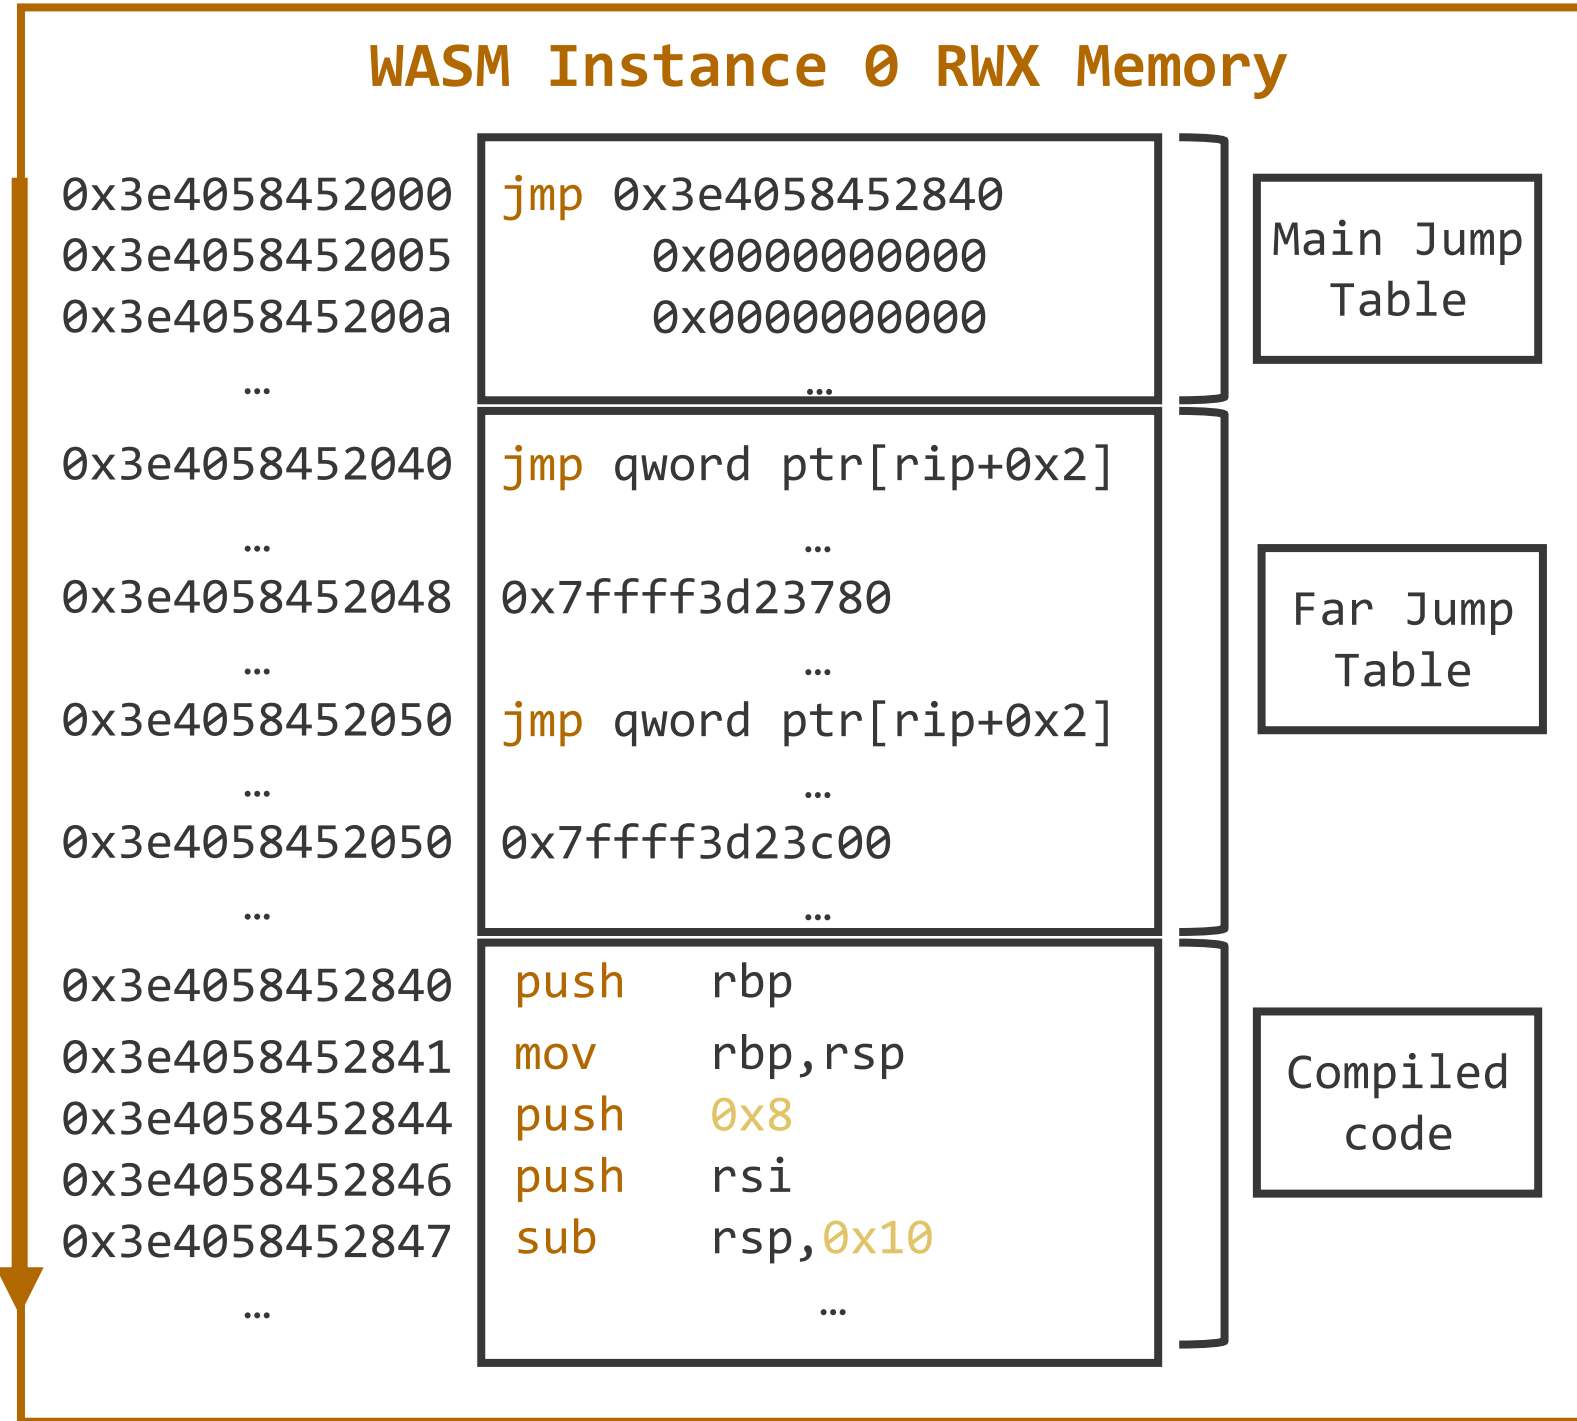 WASM Instance 0 RWX Memory
0x3e4058452000 jmp 0x3e4058452840
0x3e4058452005 0x0000000000
0x3e405845200a 0x0000000000
… …
Main Jump
Table
0x3e4058452040 jmp qword ptr[rip+0x2]
… …
0x3e4058452048 0x7ffff3d23780
… …
0x3e4058452050 jmp qword ptr[rip+0x2]
… …
0x3e4058452050 0x7ffff3d23c00
… …
Far Jump
Table
0x3e4058452840 push rbp
0x3e4058452841 mov rbp,rsp
0x3e4058452844 push 0x8
0x3e4058452846 push rsi
0x3e4058452847 sub rsp,0x10
… …
Compiled
code